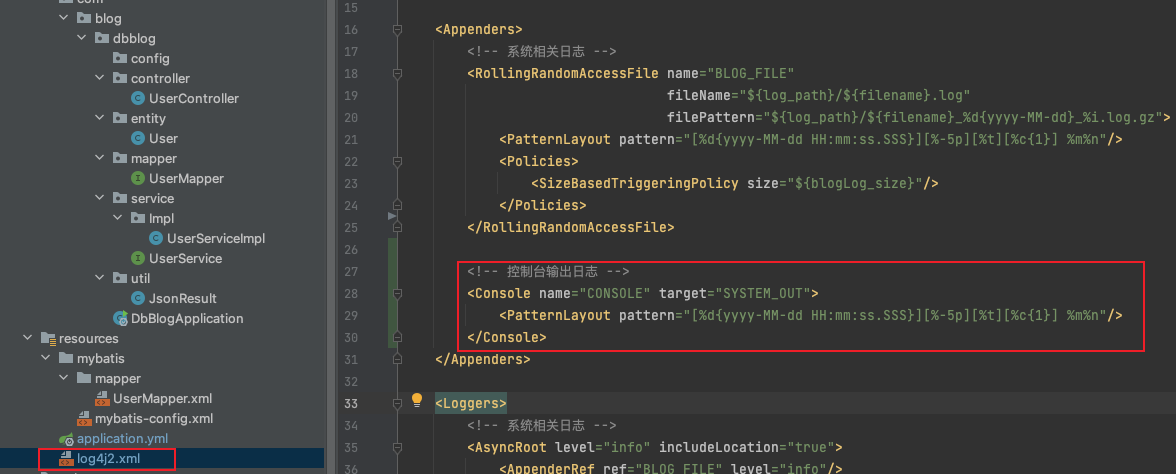 com
blog
dbblog
config
controller
UserController
entity
User
mapper
UserMapper
service
Impl
UserServiceImpl
UserService
util
JsonResult
DbBlogApplication
resources
mybatis
mapper
UserMapper.xml
mybatis-config.xml
application.yml
log4j2.xml
15
16 <Appenders>
17 <!-- 系统相关日志 -->
18 <RollingRandomAccessFile name="BLOG_FILE"
19 fileName="${log_path}/${filename}.log"
20 filePattern="${log_path}/${filename}_%d{yyyy-MM-dd}_%i.log.gz">
21 <PatternLayout pattern="[%d{yyyy-MM-dd HH:mm:ss.SSS}][%-5p][%t][%c{1}] %m%n"/>
22 <Policies>
23 <SizeBasedTriggeringPolicy size="${blogLog_size}"/>
24 </Policies>
25 </RollingRandomAccessFile>
26
27 <!-- 控制台输出日志 -->
28 <Console name="CONSOLE" target="SYSTEM_OUT">
29 <PatternLayout pattern="[%d{yyyy-MM-dd HH:mm:ss.SSS}][%-5p][%t][%c{1}] %m%n"/>
30 </Console>
31 </Appenders>
32
33 <Loggers>
34 <!-- 系统相关日志 -->
35 <AsyncRoot level="info" includeLocation="true">
36 <AppenderRef ref="BLOG_FILE" level="info"/>